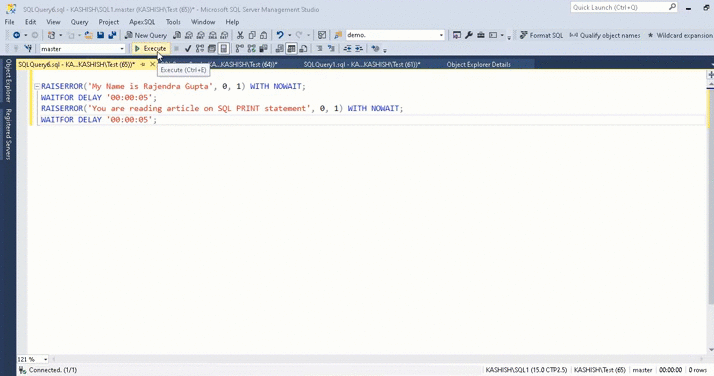 SQLQuery6.sql - KASHISH\SQL1.master (KASHISH\Test (65))* - Microsoft SQL Server Management Studio
Quick Launch (Ctrl+Q)
File Edit View Query Project ApexSQL Tools Window Help
New Query demo. Format SQL Qualify object names Wildcard expansion
master Execute
SQLQuery6.sql - KA...KASHISH\Test (65))* KA...KASHISH\Test (64))* SQLQuery1.sql - KA...KASHISH\Test (61))* Object Explorer Details
Execute (Ctrl+E)
Object Explorer
Registered Servers
RAISERROR('My Name is Rajendra Gupta', 0, 1) WITH NOWAIT;
WAITFOR DELAY '00:00:05';
RAISERROR('You are reading article on SQL PRINT statement', 0, 1) WITH NOWAIT;
WAITFOR DELAY '00:00:05';
121 %
Connected. (1/1) KASHISH\SQL1 (15.0 CTP2.5) KASHISH\Test (65) master 00:00:00 0 rows